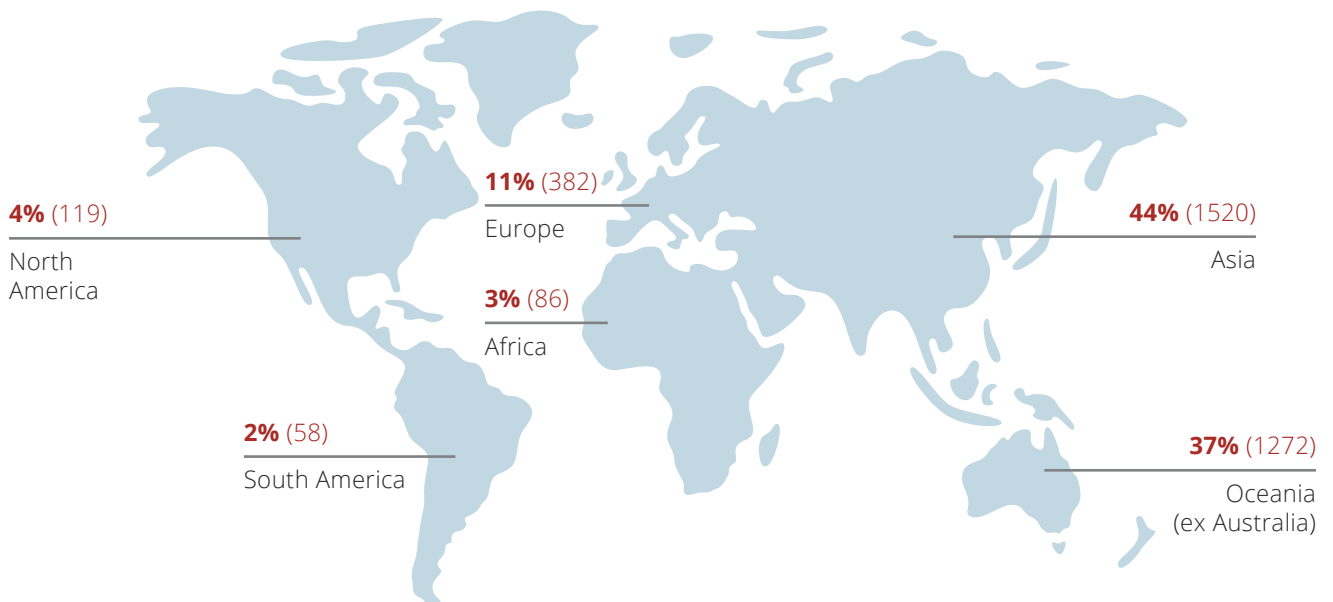 11% (382)
Europe
4% (119)
North
America
44% (1520)
Asia
3% (86)
Africa
2% (58)
South America
37% (1272)
Oceania
(ex Australia)